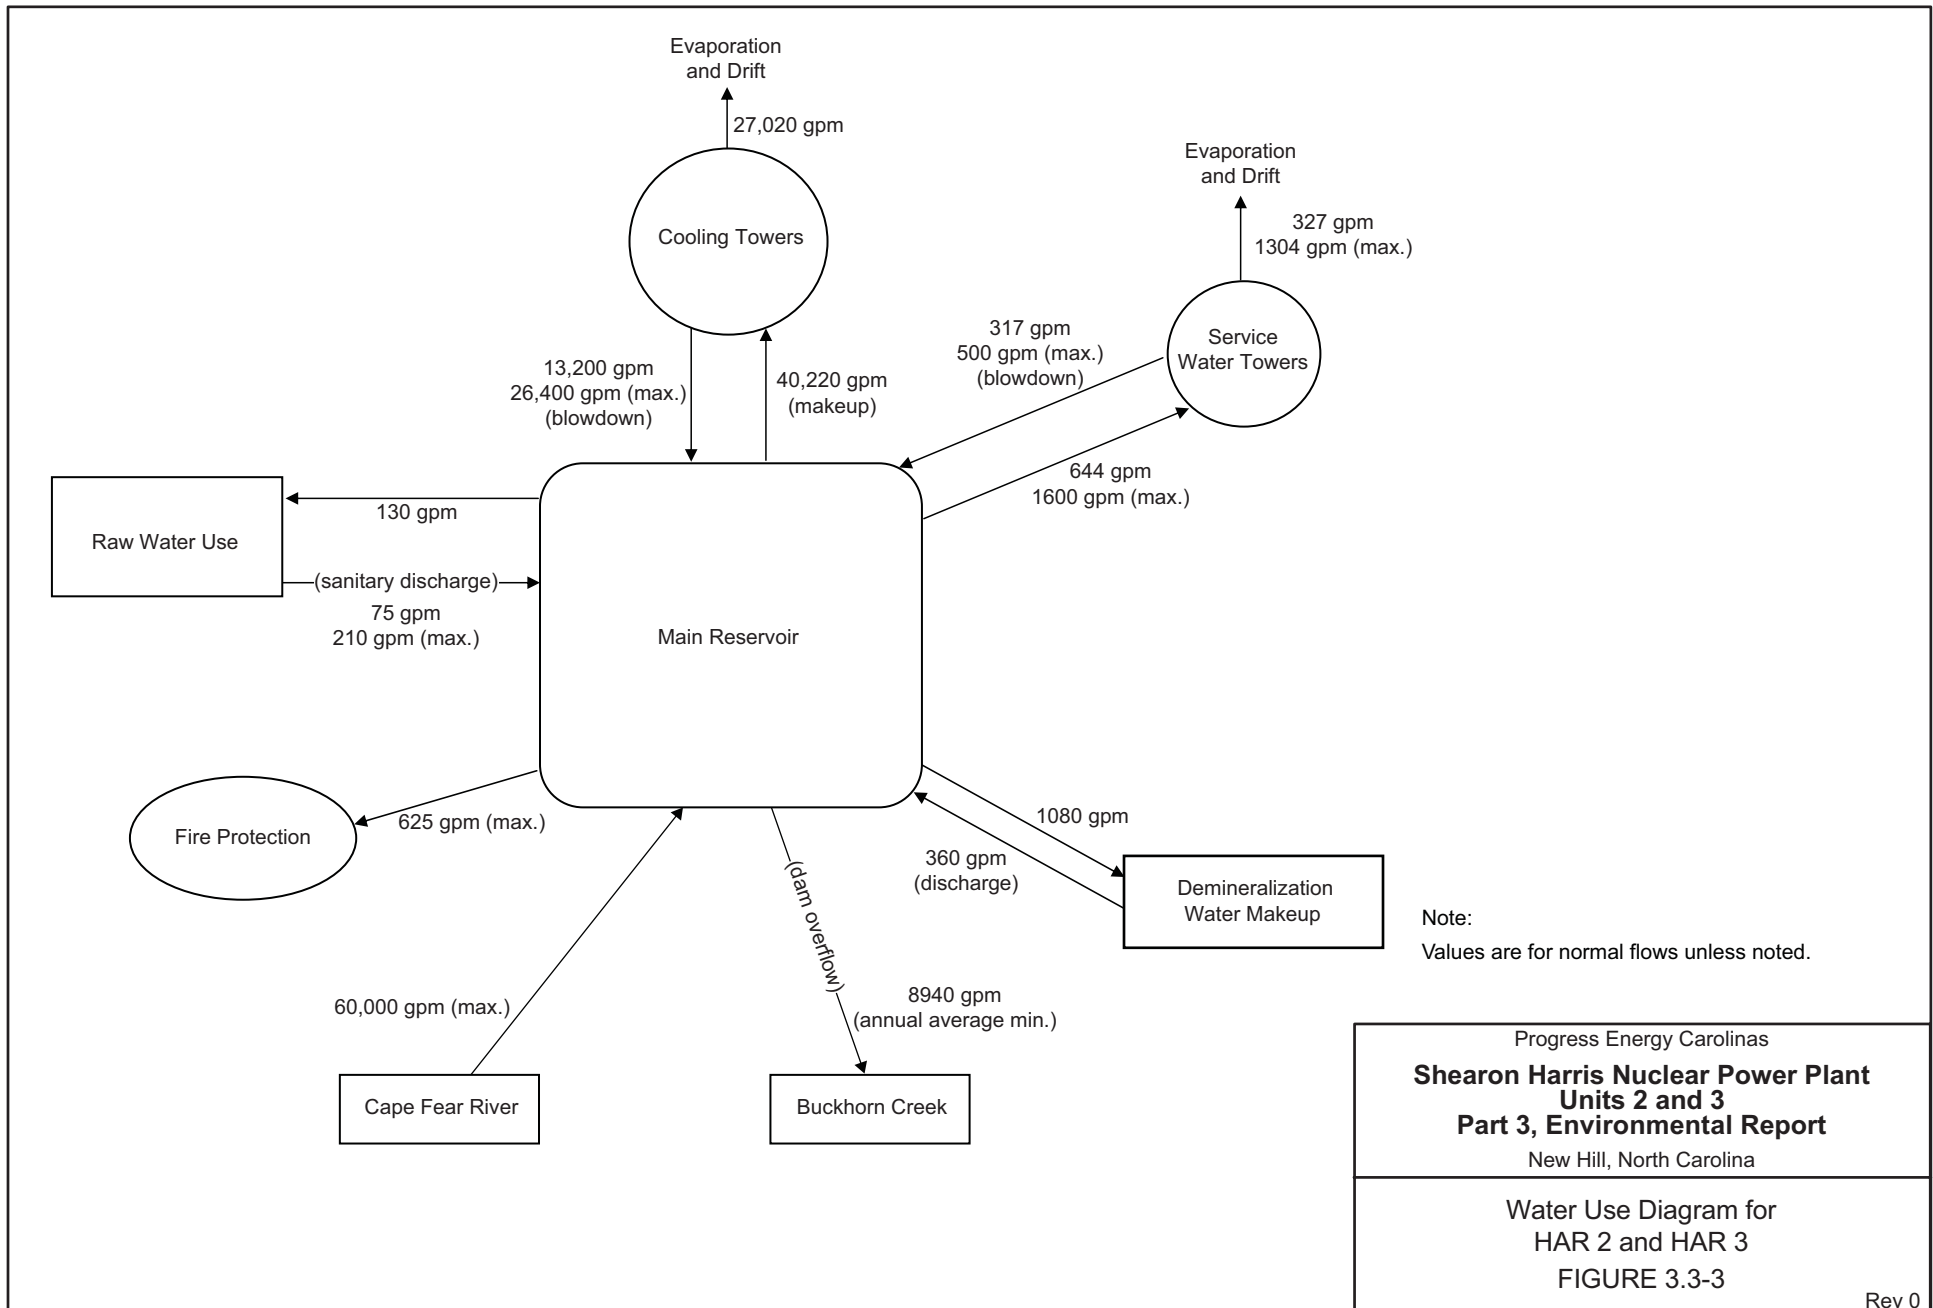 Evaporation
and Drift
27,020 gpm
Cooling Towers
Evaporation
and Drift
327 gpm
1304 gpm (max.)
Service
Water Towers
317 gpm
500 gpm (max.)
(blowdown)
13,200 gpm
26,400 gpm (max.)
(blowdown)
40,220 gpm
(makeup)
644 gpm
1600 gpm (max.)
130 gpm
Raw Water Use
(sanitary discharge)
75 gpm
210 gpm (max.)
Main Reservoir
625 gpm (max.)
Fire Protection
1080 gpm
360 gpm
(discharge)
Demineralization
Water Makeup
(dam overflow)
Note:
Values are for normal flows unless noted.
60,000 gpm (max.)
8940 gpm
(annual average min.)
Cape Fear River
Buckhorn Creek
Progress Energy Carolinas
Shearon Harris Nuclear Power Plant
Units 2 and 3
Part 3, Environmental Report
New Hill, North Carolina
Water Use Diagram for
HAR 2 and HAR 3
FIGURE 3.3-3
Rev 0